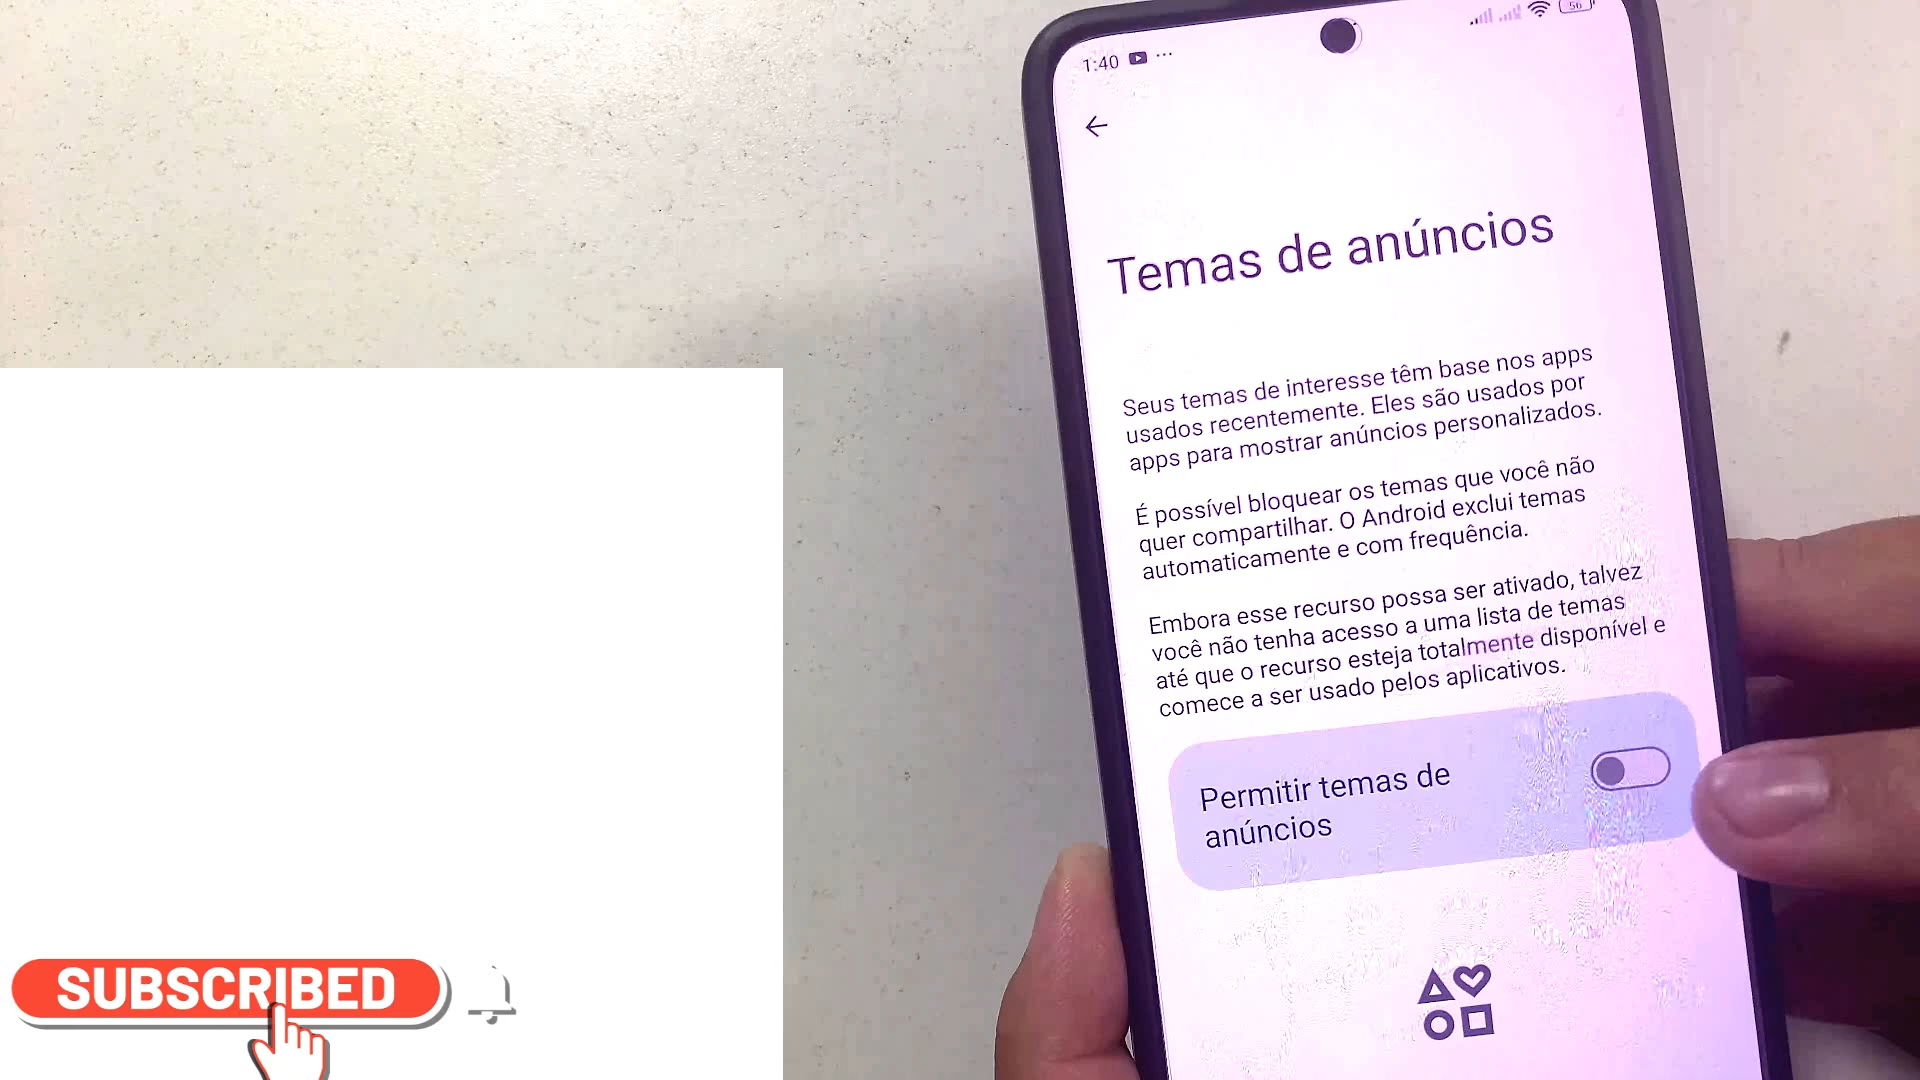 1:40
56
Temas de anúncios
Seus temas de interesse têm base nos apps
usados recentemente. Eles são usados por
apps para mostrar anúncios personalizados.
É possível bloquear os temas que você não
quer compartilhar. O Android exclui temas
automaticamente e com frequência.
Embora esse recurso possa ser ativado, talvez
você não tenha acesso a uma lista de temas
até que o recurso esteja totalmente disponível e
comece a ser usado pelos aplicativos.
Permitir temas de
anúncios
SUBSCRIBED